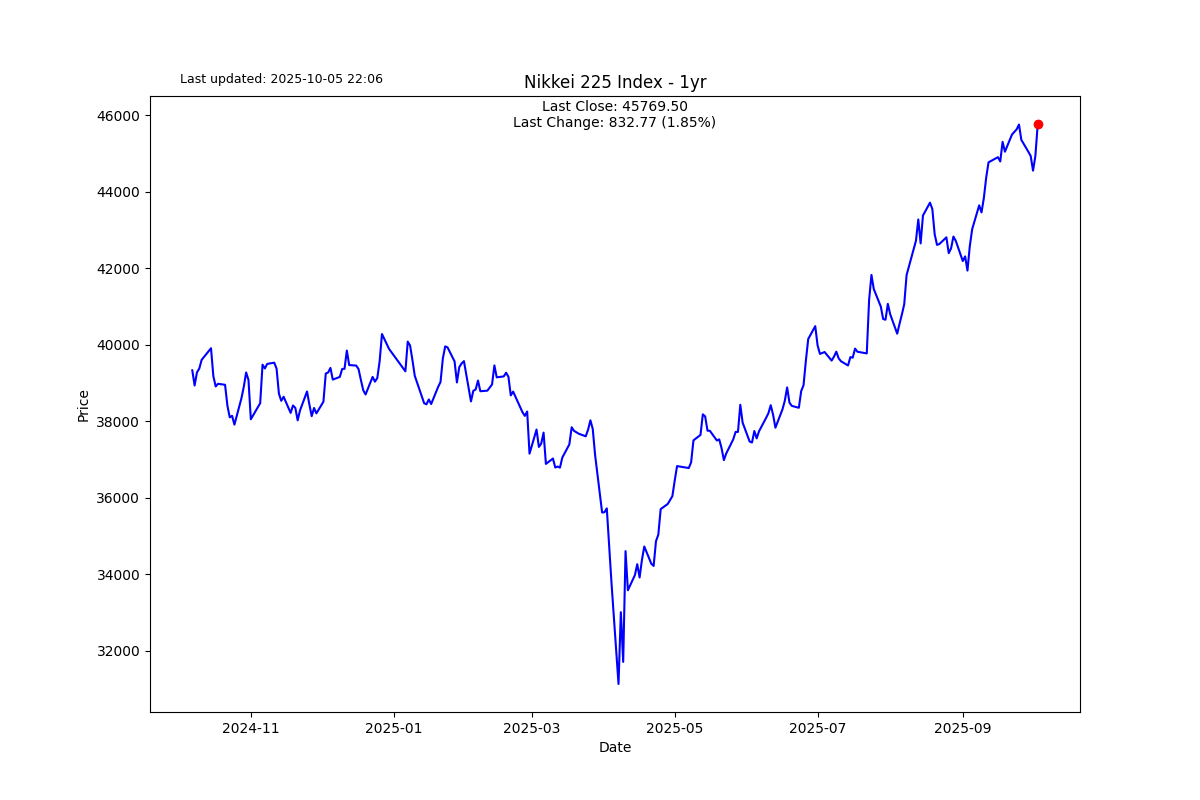 Last updated: 2025-10-05 22:06
Nikkei 225 Index - 1yr
Last Close: 45769.50
Last Change: 832.77 (1.85%)
Price
46000
44000
42000
40000
38000
36000
34000
32000
2024-11
2025-01
2025-03
2025-05
2025-07
2025-09
Date